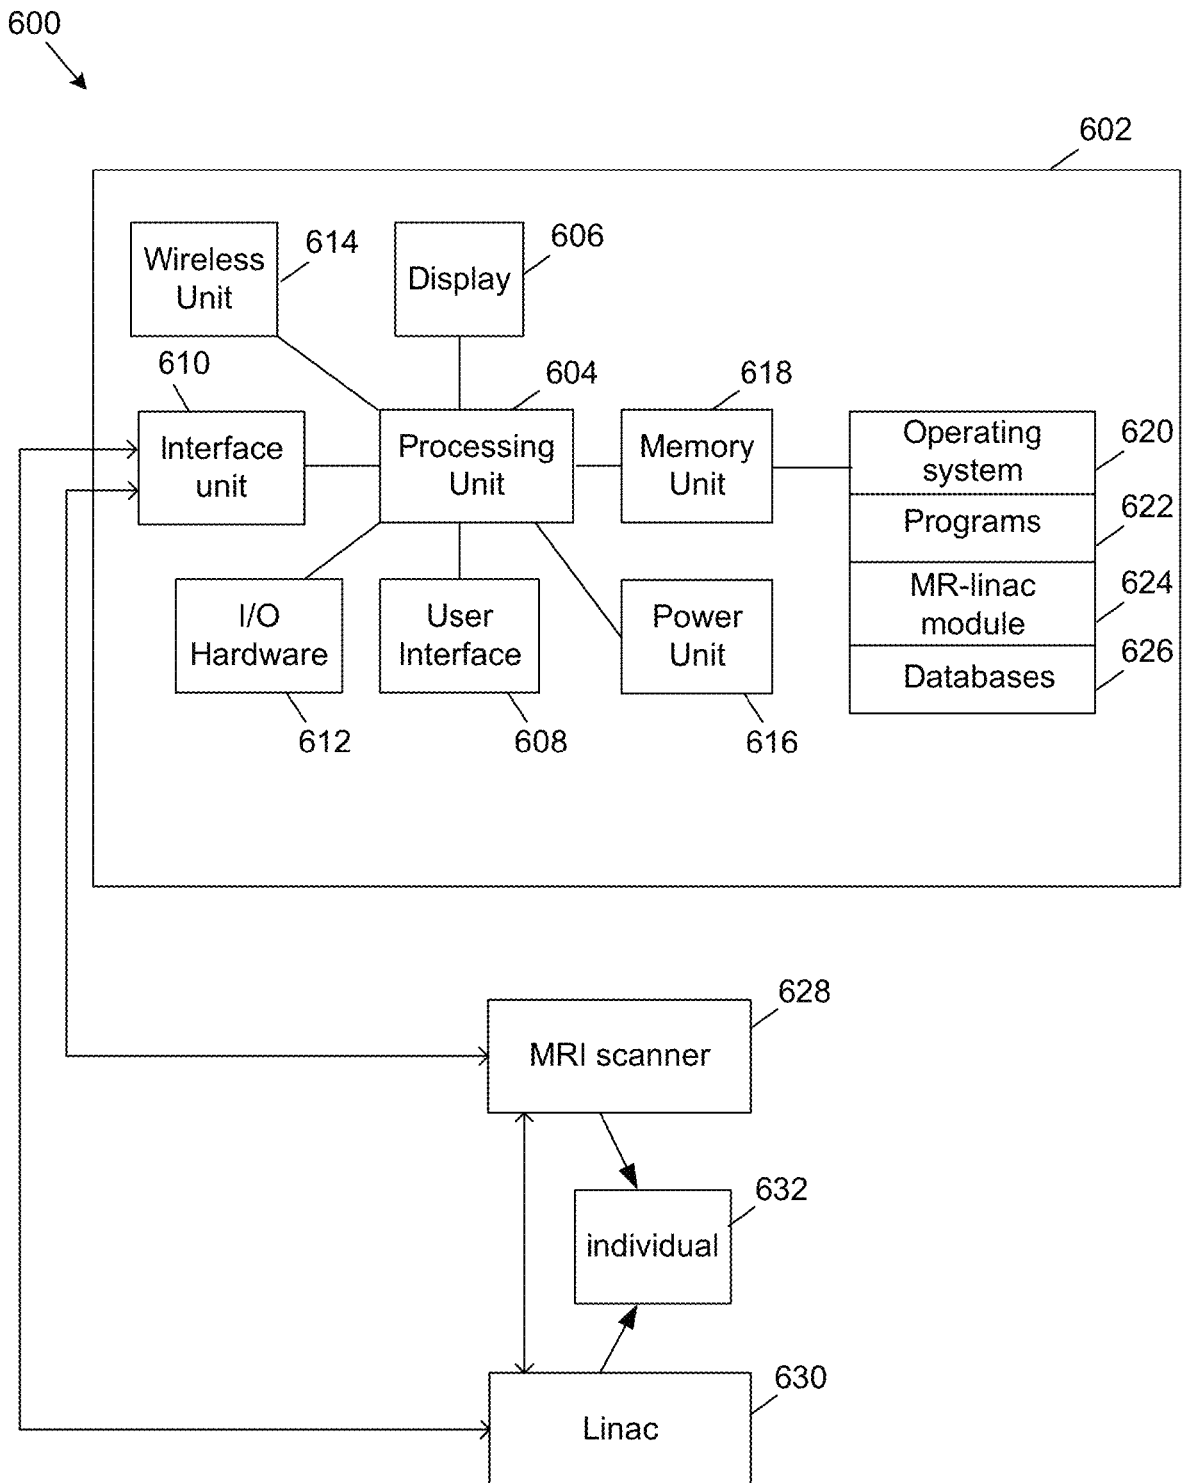 600
602
614
606
Wireless
Unit
Display
610
604
618
Interface
unit
Processing
Unit
Memory
Unit
Operating
system
620
Programs
622
MR-linac
module
624
Databases
626
I/O
Hardware
User
Interface
Power
Unit
612
608
616
628
MRI scanner
632
individual
630
Linac